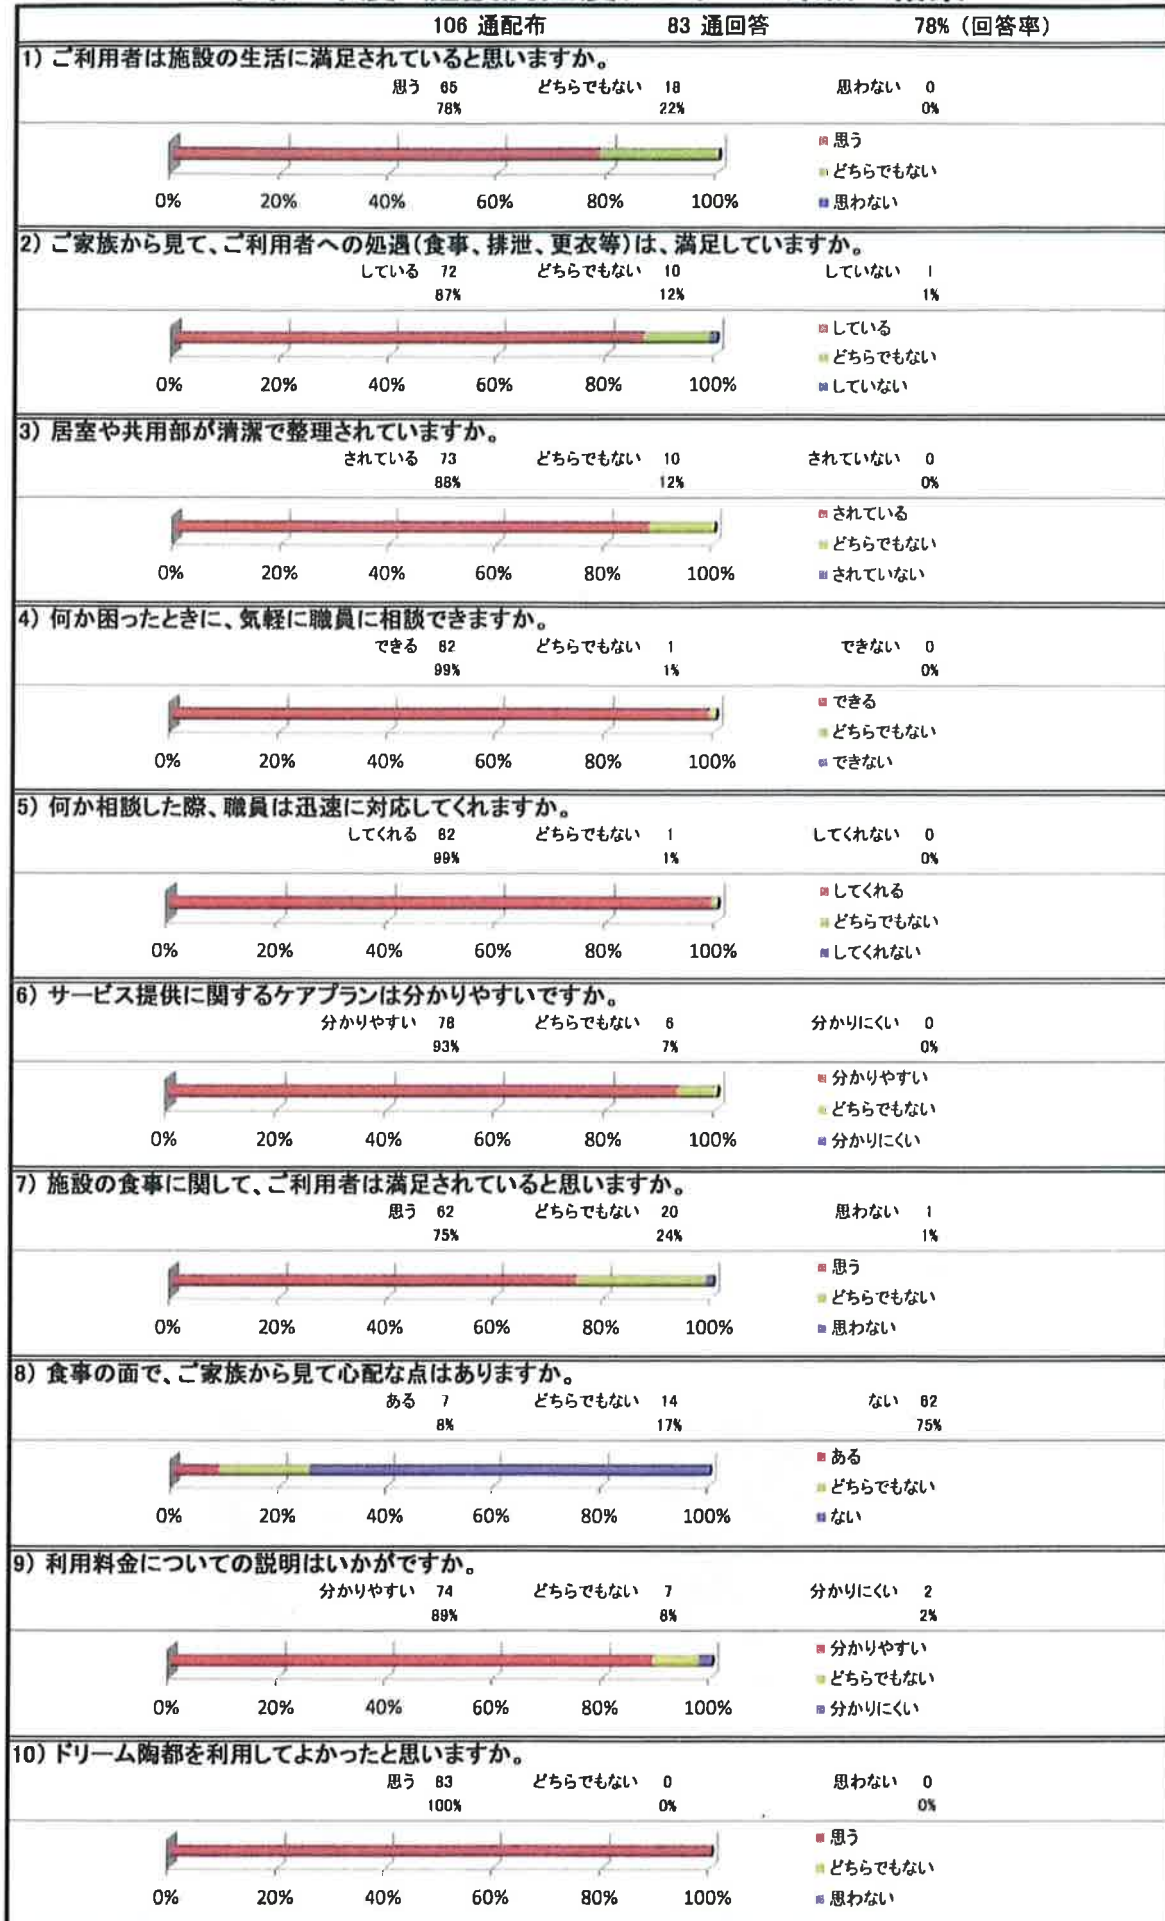 106 通配布 83 通回答 78% (回答率)
1) ご利用者は施設の生活に満足されていると思いますか。
思う 65 どちらでもない 18 思わない 0
78% 22% 0%
思う
どちらでもない
思わない
0% 20% 40% 60% 80% 100%
2) ご家族から見て、ご利用者への処遇(食事、排泄、更衣等)は、満足していますか。
している 72 どちらでもない 10 していない 1
87% 12% 1%
している
どちらでもない
していない
0% 20% 40% 60% 80% 100%
3) 居室や共用部が清潔で整理されていますか。
されている 73 どちらでもない 10 されていない 0
88% 12% 0%
されている
どちらでもない
されていない
0% 20% 40% 60% 80% 100%
4) 何か困ったときに、気軽に職員に相談できますか。
できる 82 どちらでもない 1 できない 0
99% 1% 0%
できる
どちらでもない
できない
0% 20% 40% 60% 80% 100%
5) 何か相談した際、職員は迅速に対応してくれますか。
してくれる 82 どちらでもない 1 してくれない 0
99% 1% 0%
してくれる
どちらでもない
してくれない
0% 20% 40% 60% 80% 100%
6) サービス提供に関するケアプランは分かりやすいですか。
分かりやすい 78 どちらでもない 6 分かりにくい 0
93% 7% 0%
分かりやすい
どちらでもない
分かりにくい
0% 20% 40% 60% 80% 100%
7) 施設の食事に関して、ご利用者は満足されていると思いますか。
思う 62 どちらでもない 20 思わない 1
75% 24% 1%
思う
どちらでもない
思わない
0% 20% 40% 60% 80% 100%
8) 食事の面で、ご家族から見て心配な点はありますか。
ある 7 どちらでもない 14 ない 62
8% 17% 75%
ある
どちらでもない
ない
0% 20% 40% 60% 80% 100%
9) 利用料金についての説明はいかがですか。
分かりやすい 74 どちらでもない 7 分かりにくい 2
89% 8% 2%
分かりやすい
どちらでもない
分かりにくい
0% 20% 40% 60% 80% 100%
10) ドリーム陶都を利用してよかったと思いますか。
思う 83 どちらでもない 0 思わない 0
100% 0% 0%
思う
どちらでもない
思わない
0% 20% 40% 60% 80% 100%